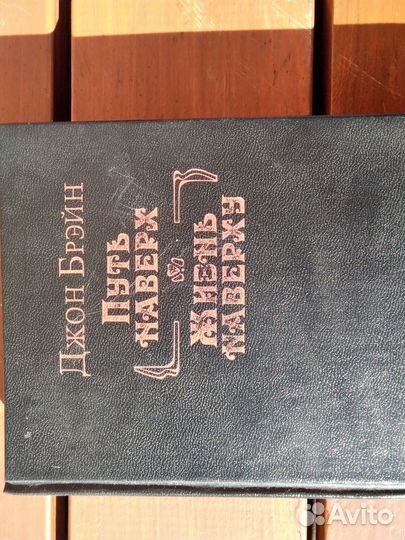 Джон Брэйн
Путь
наверх
Жизнь
наверху
Avito